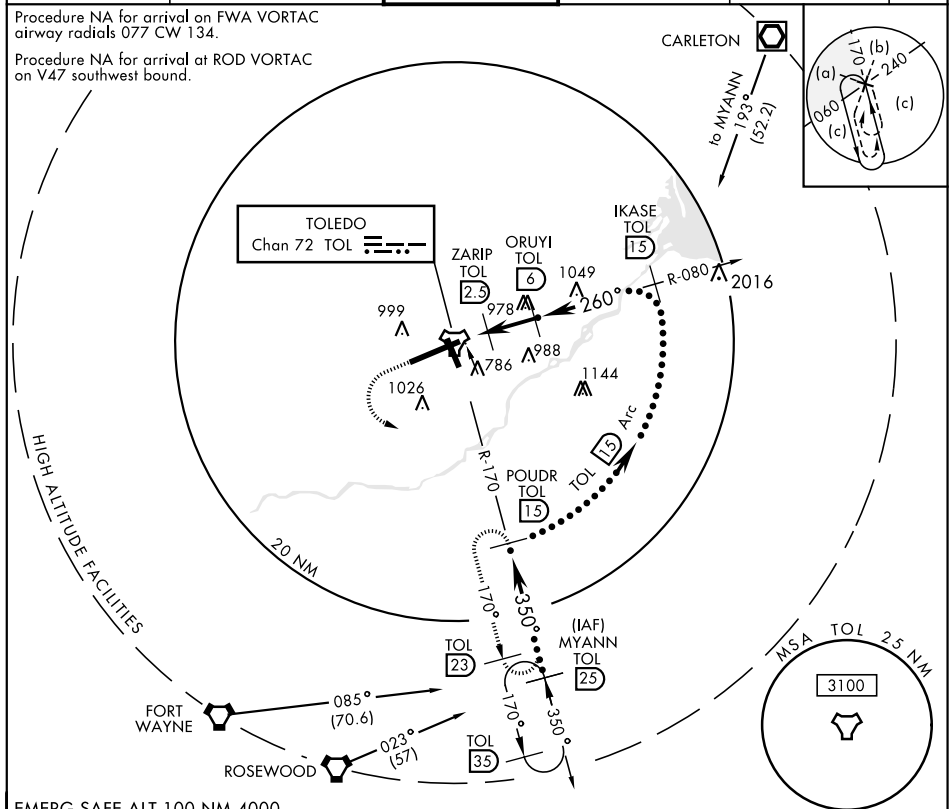 Procedure NA for arrival on FWA VORTAC
airway radials 077 CW 134.
Procedure NA for arrival at ROD VORTAC
on V47 southwest bound.
CARLETON
to MYANN
193°
(52.2)
170
(b)
240
(a)
060
(c)
(c)
TOLEDO
Chan 72 TOL
ZARIP
TOL
2.5
ORUYI
TOL
6
IKASE
TOL
15
1049
260°
R-080
2016
978
999
988
786
1026
1144
R-170
TOL 15 Arc
POUDR
TOL
15
20 NM
HIGH ALTITUDE FACILITIES
170°
350°
(IAF)
MYANN
TOL
25
TOL
23
170°
350°
TOL
35
FORT
WAYNE
085°
(70.6)
ROSEWOOD
023°
(57)
MSA TOL 25 NM
3100
EMERG SAFE ALT 100 NM 4000